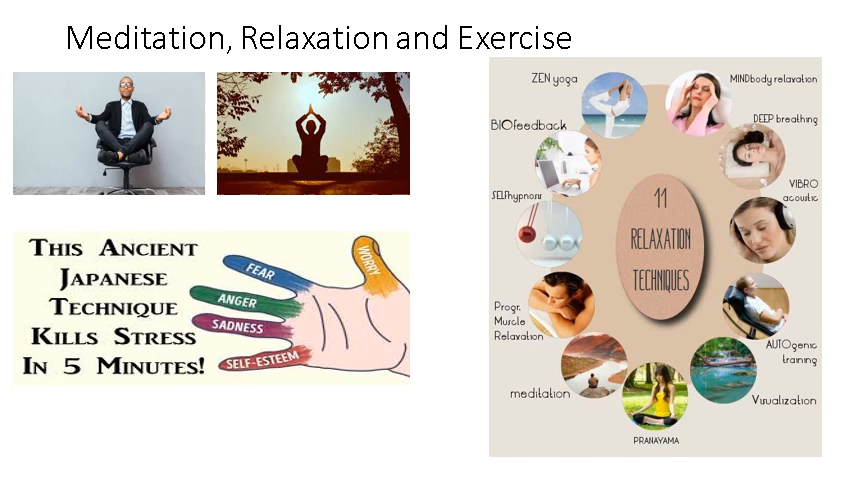 Meditation, Relaxation and Exercise
THIS ANCIENT
JAPANESE
TECHNIQUE
KILLS STRESS
IN 5 MINUTES!
FEAR
ANGER
SADNESS
SELF-ESTEEM
WORRY
11
RELAXATION
TECHNIQUES
ZEN yoga
MINDbody relaxation
DEEP breathing
VIBRO
acoustic
AUTOgenic
training
Visualization
PRANAYAMA
meditation
Progr.
Muscle
Relaxation
SELFhypnosis
BIOfeedback